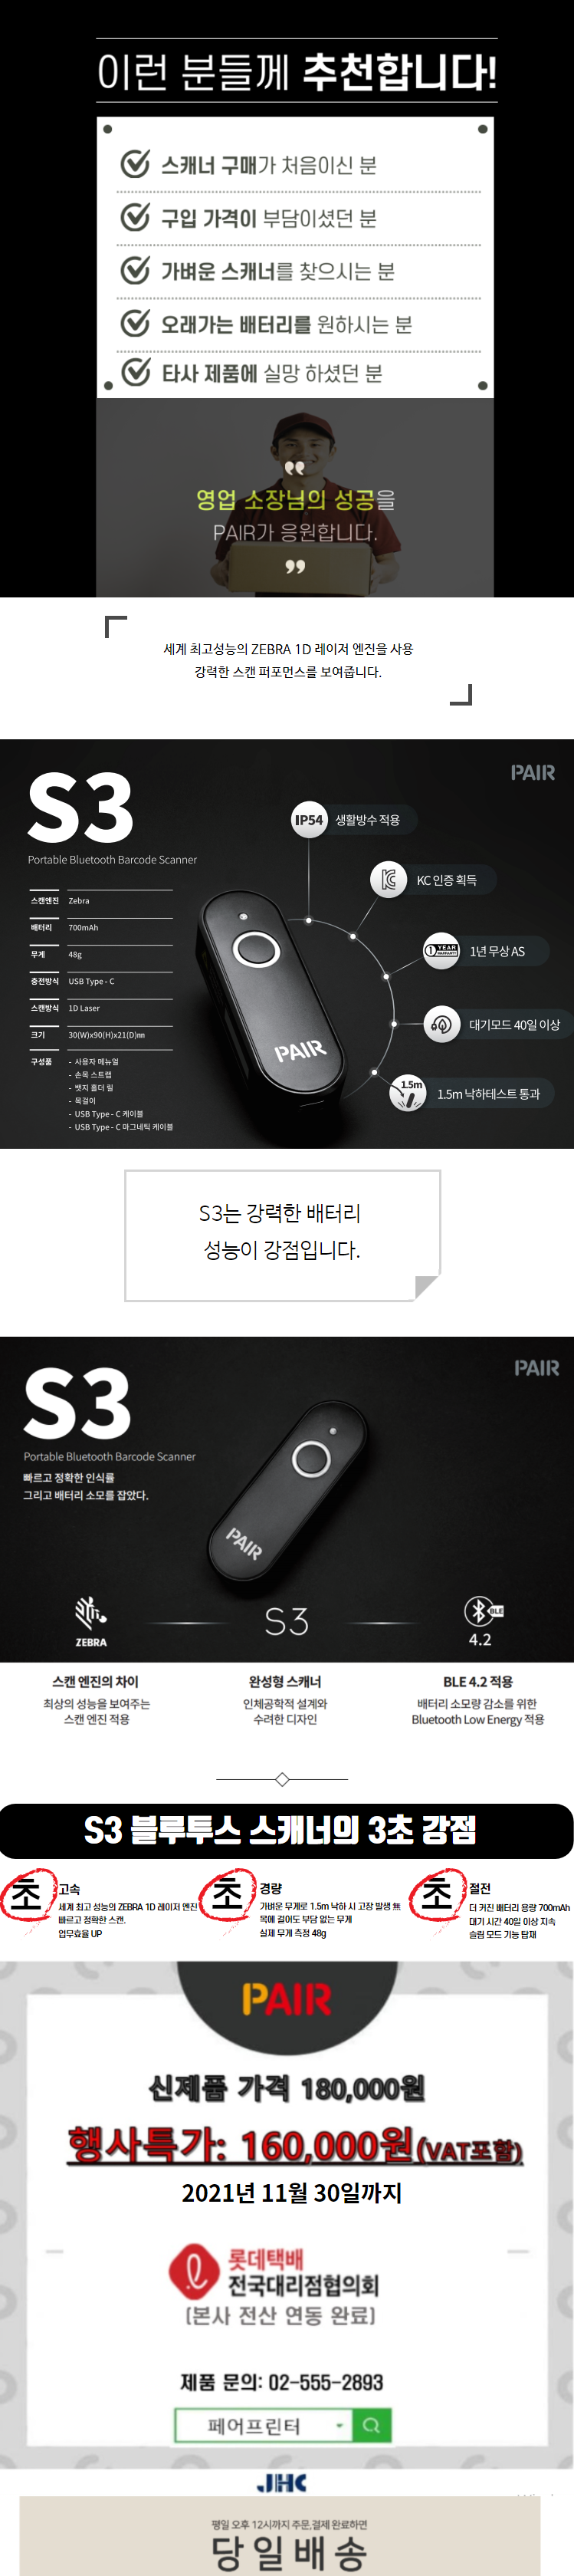 이런 분들께 추천합니다!
스캐너 구매가 처음이신 분
구입 가격이 부담이셨던 분
가벼운 스캐너를 찾으시는 분
오래가는 배터리를 원하시는 분
타사 제품에 실망 하셨던 분
영업 소장님의 성공을
PAIR가 응원합니다.
세계 최고성능의 ZEBRA 1D 레이저 엔진을 사용
강력한 스캔 퍼포먼스를 보여줍니다.
S3
PAIR
Portable Bluetooth Barcode Scanner
스캔엔진 Zebra
배터리 700mAh
무게 48g
충전방식 USB Type - C
스캔방식 1D Laser
크기 30(W)x90(H)x21(D)㎜
구성품 - 사용자 메뉴얼
- 손목 스트랩
- 뱃지 홀더 릴
- 목걸이
- USB Type - C 케이블
- USB Type - C 마그네틱 케이블
PAIR
IP54 생활방수 적용
KC 인증 획득
1 YEAR WARRANTY 1년 무상 AS
대기모드 40일 이상
1.5m 1.5m 낙하테스트 통과
S3는 강력한 배터리
성능이 강점입니다.
S3
PAIR
Portable Bluetooth Barcode Scanner
빠르고 정확한 인식률
그리고 배터리 소모를 잡았다.
PAIR
ZEBRA
S3
BLE
4.2
스캔 엔진의 차이
최상의 성능을 보여주는
스캔 엔진 적용
완성형 스캐너
인체공학적 설계와
수려한 디자인
BLE 4.2 적용
배터리 소모량 감소를 위한
Bluetooth Low Energy 적용
S3 블루투스 스캐너의 3초 강점
초 고속
세계 최고 성능의 ZEBRA 1D 레이저 엔진
빠르고 정확한 스캔.
업무효율 UP
초 경량
가벼운 무게로 1.5m 낙하 시 고장 발생 無
목에 걸어도 부담 없는 무게
실제 무게 측정 48g
초 절전
더 커진 배터리 용량 700mAh
대기 시간 40일 이상 지속
슬립 모드 기능 탑재
PAIR
신제품 가격 180,000원
행사특가: 160,000원(VAT포함)
2021년 11월 30일까지
롯데택배
전국대리점협의회
[본사 전산 연동 완료]
제품 문의: 02-555-2893
페어프린터
JHC
평일 오후 12시까지 주문,결제 완료하면
당일배송